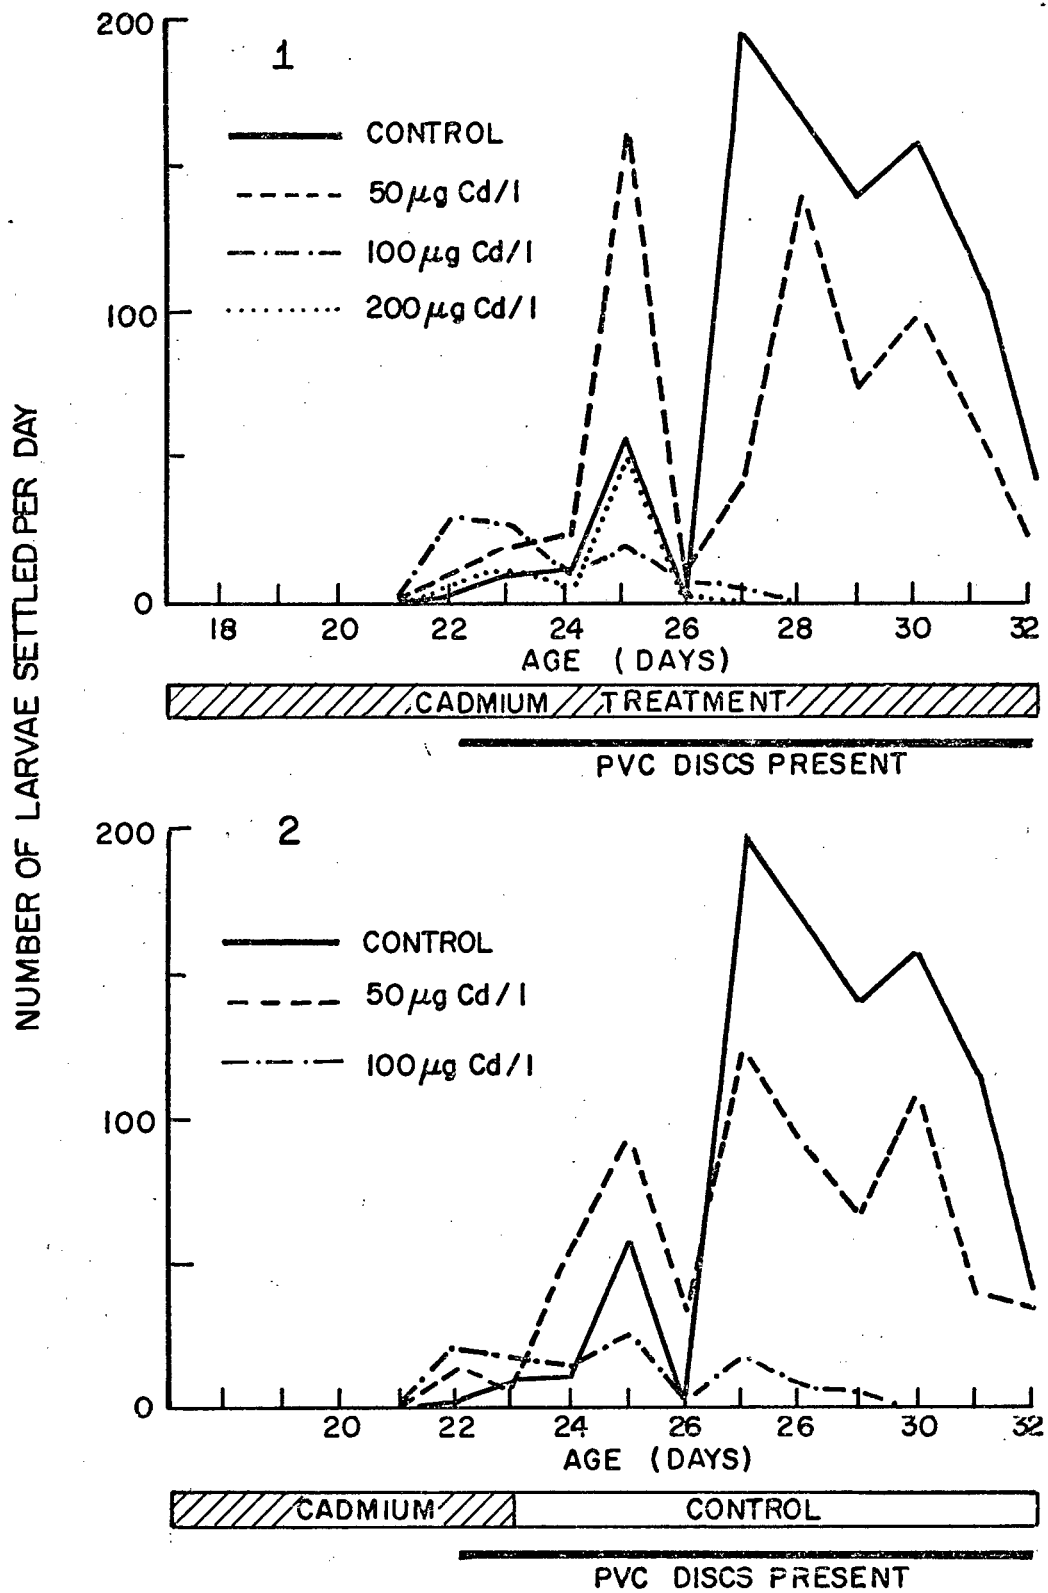 NUMBER OF LARVAE SETTLED PER DAY
200
1
CONTROL
50 µg Cd/l
100 µg Cd/l
200 µg Cd/l
100
0
18 20 22 24 26 28 30 32
AGE (DAYS)
CADMIUM TREATMENT
PVC DISCS PRESENT
200
2
CONTROL
50 µg Cd/l
100 µg Cd/l
100
0
20 22 24 26 26 30 32
AGE (DAYS)
CADMIUM CONTROL
PVC DISCS PRESENT